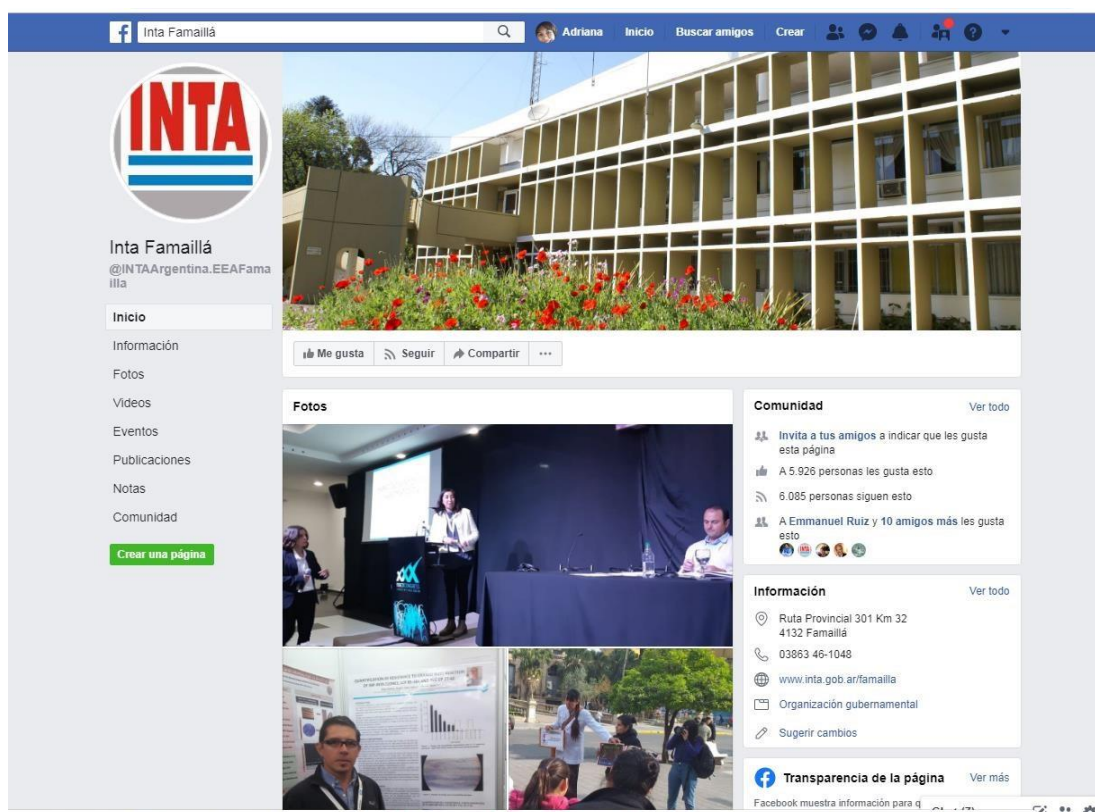 Inta Famaillá
Adriana
Inicio
Buscar amigos
Crear
INTA
Inta Famaillá
@INTAArgentina.EEAFama
illa
Inicio
Información
Fotos
Videos
Eventos
Publicaciones
Notas
Comunidad
Crear una página
Me gusta
Seguir
Compartir
Fotos
XXX
Comunidad
Ver todo
Invita a tus amigos a indicar que les gusta
esta página
A 5.926 personas les gusta esto
6.085 personas siguen esto
A Emmanuel Ruiz y 10 amigos más les gusta
esto
Información
Ver todo
Ruta Provincial 301 Km 32
4132 Famaillá
03863 46-1048
www.inta.gob.ar/famailla
Organización gubernamental
Sugerir cambios
Transparencia de la página
Ver más
Facebook muestra información para q